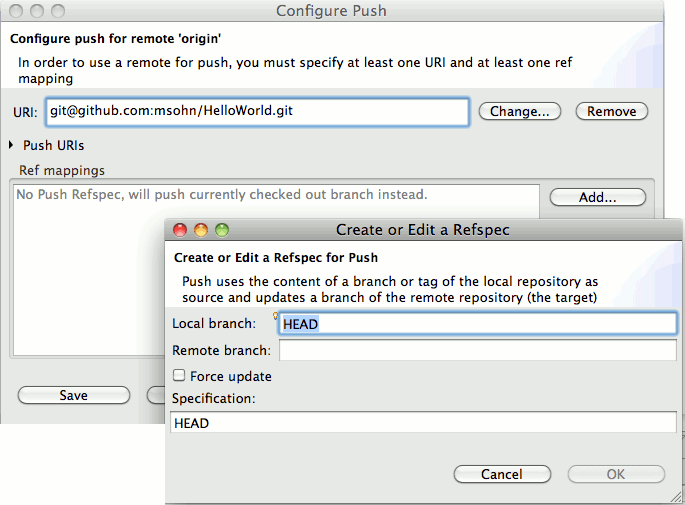 Configure Push
Configure push for remote 'origin'
In order to use a remote for push, you must specify at least one URI and at least one ref
mapping
URI: git@github.com:msohn/HelloWorld.git Change... Remove
Push URIs
Ref mappings
No Push Refspec, will push currently checked out branch instead.
Add...
Save
Create or Edit a Refspec
Create or Edit a Refspec for Push
Push uses the content of a branch or tag of the local repository as
source and updates a branch of the remote repository (the target)
Local branch: HEAD
Remote branch:
Force update
Specification:
HEAD
Cancel OK